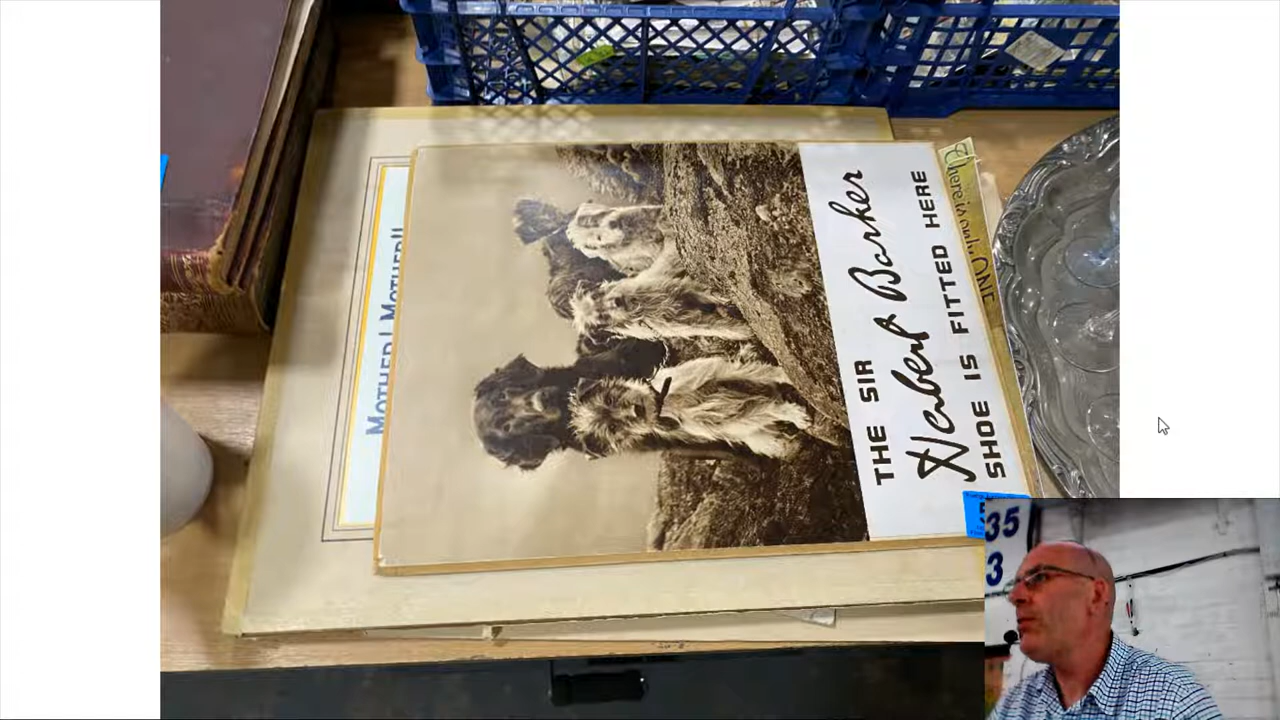 THE SIR
Herbert Barker
SHOE IS FITTED HERE
MOTHER! MOTHER!!
There is only ONE
35
3